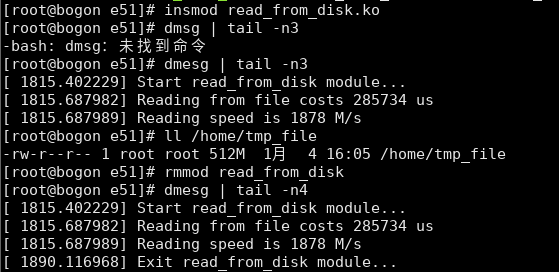 [root@bogon e51]# insmod read_from_disk.ko
[root@bogon e51]# dmsg | tail -n3
-bash: dmsg: 未找到命令
[root@bogon e51]# dmesg | tail -n3
[ 1815.402229] Start read_from_disk module...
[ 1815.687982] Reading from file costs 285734 us
[ 1815.687989] Reading speed is 1878 M/s
[root@bogon e51]# ll /home/tmp_file
-rw-r--r-- 1 root root 512M  1月   4 16:05 /home/tmp_file
[root@bogon e51]# rmmod read_from_disk
[root@bogon e51]# dmesg | tail -n4
[ 1815.402229] Start read_from_disk module...
[ 1815.687982] Reading from file costs 285734 us
[ 1815.687989] Reading speed is 1878 M/s
[ 1890.116968] Exit read_from_disk module...